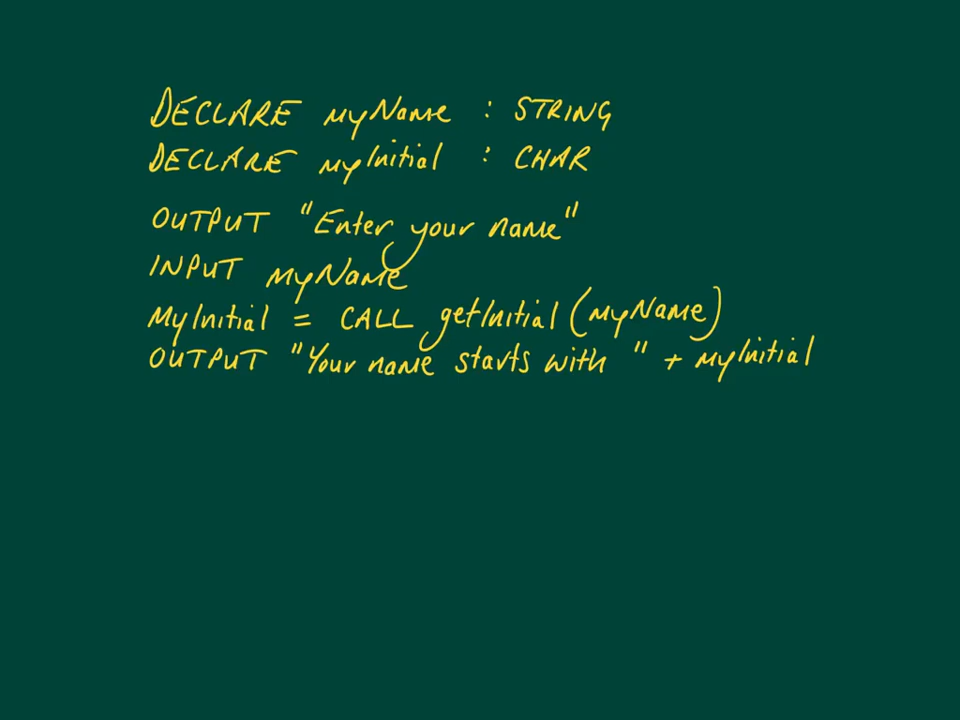 DECLARE myName : STRING
DECLARE myInitial : CHAR
OUTPUT "Enter your name"
INPUT myName
MyInitial = CALL getInitial (myName)
OUTPUT "Your name starts with " + myInitial